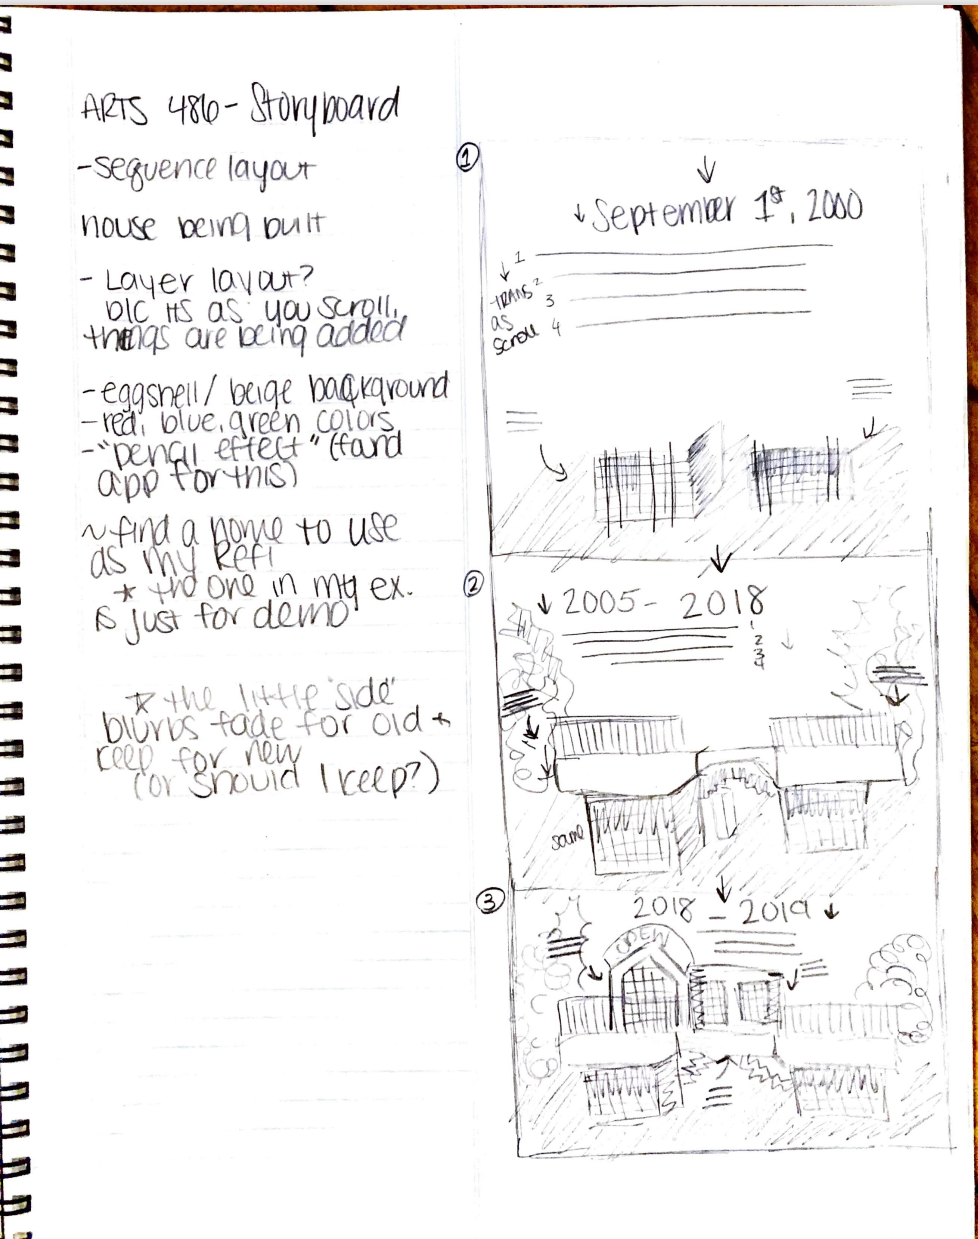 ARTS 486 - Storyboard
- sequence layout
house being built
- Layer layout?
b/c its as you scroll,
things are being added
- eggshell / beige background
- red, blue, green colors
- "pencil effect" (find
app for this)
~ find a home to use
as my Ref!
* the one in my ex.
is just for demo
* the little "side"
blurbs fade for old +
keep for new
(or should I keep?)
①
↓
↓ September 1st, 2000
1
↓
TRANS 2
as 3
scroll 4
②
↓ 2005 - 2018
1
2
3
4
same
③
2018 - 2019 ↓